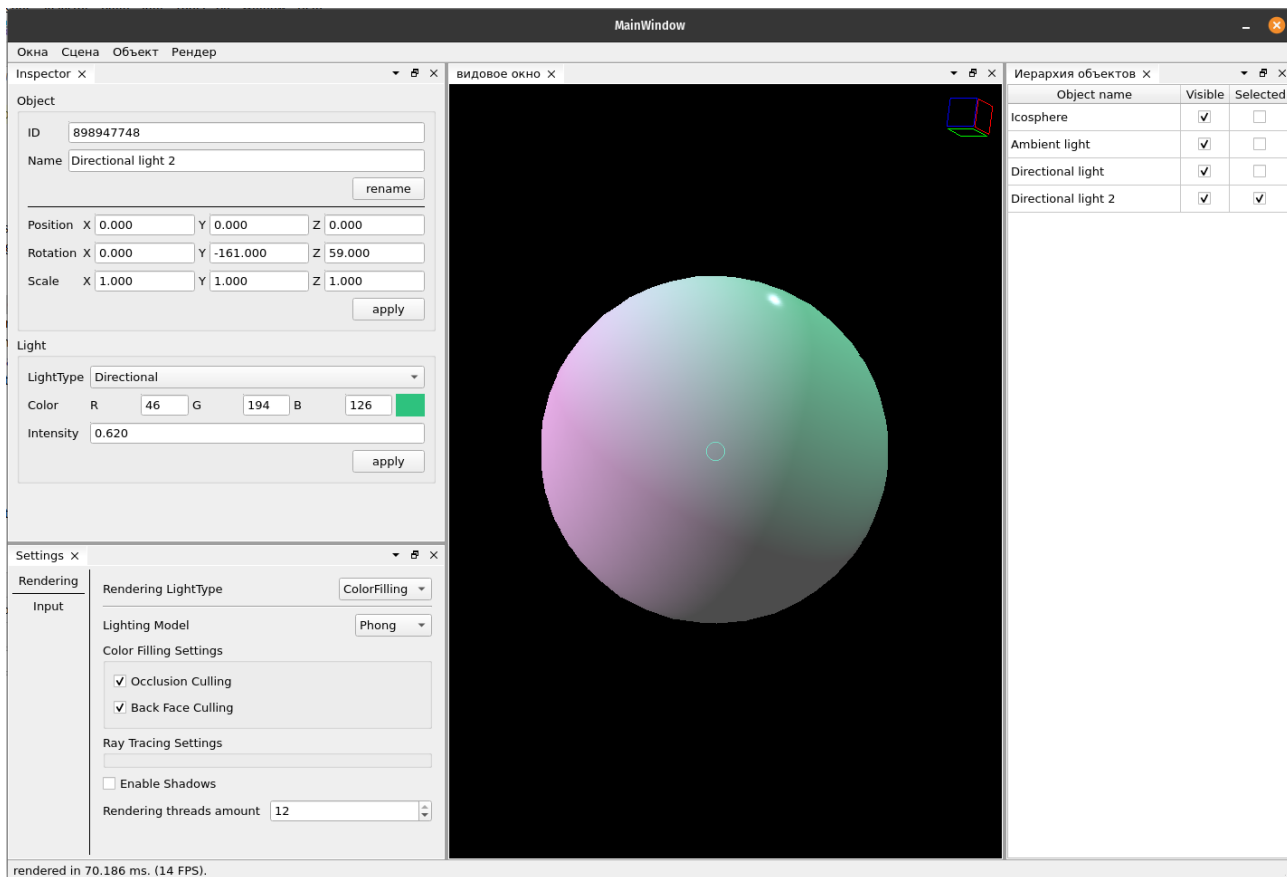 MainWindow
Окна Сцена Объект Рендер
Inspector
Object
ID 898947748
Name Directional light 2
rename
Position X 0.000 Y 0.000 Z 0.000
Rotation X 0.000 Y -161.000 Z 59.000
Scale X 1.000 Y 1.000 Z 1.000
apply
Light
LightType Directional
Color R 46 G 194 B 126
Intensity 0.620
apply
Settings
Rendering
Input
Rendering LightType ColorFilling
Lighting Model Phong
Color Filling Settings
Occlusion Culling
Back Face Culling
Ray Tracing Settings
Enable Shadows
Rendering threads amount 12
видовое окно
Иерархия объектов
Object name Visible Selected
Icosphere
Ambient light
Directional light
Directional light 2
rendered in 70.186 ms. (14 FPS).